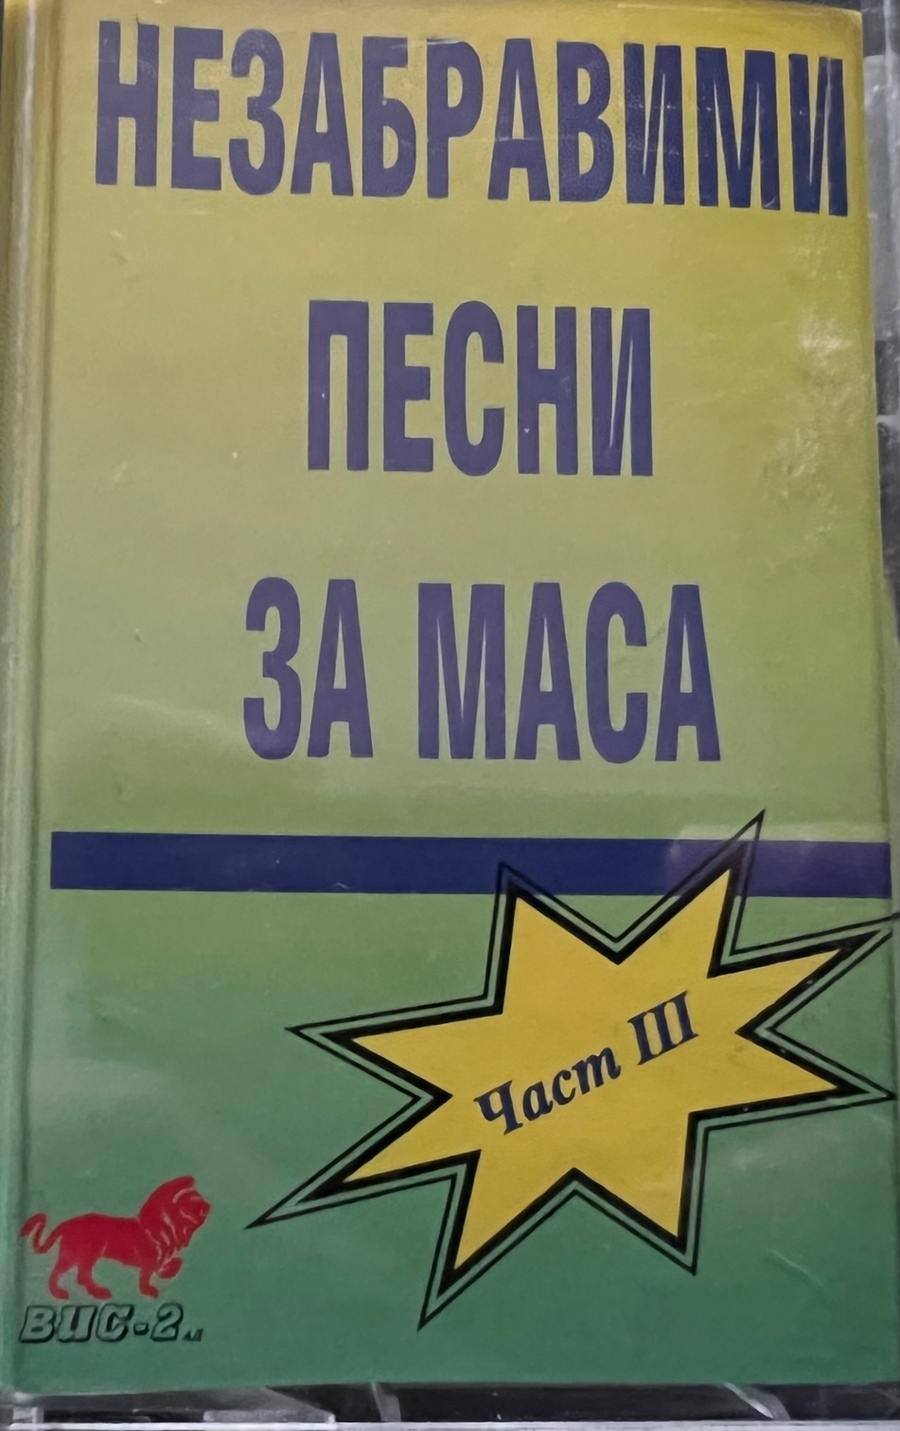 НЕЗАБРАВИМИ
ПЕСНИ
ЗА МАСА
Част III
ВИС-2